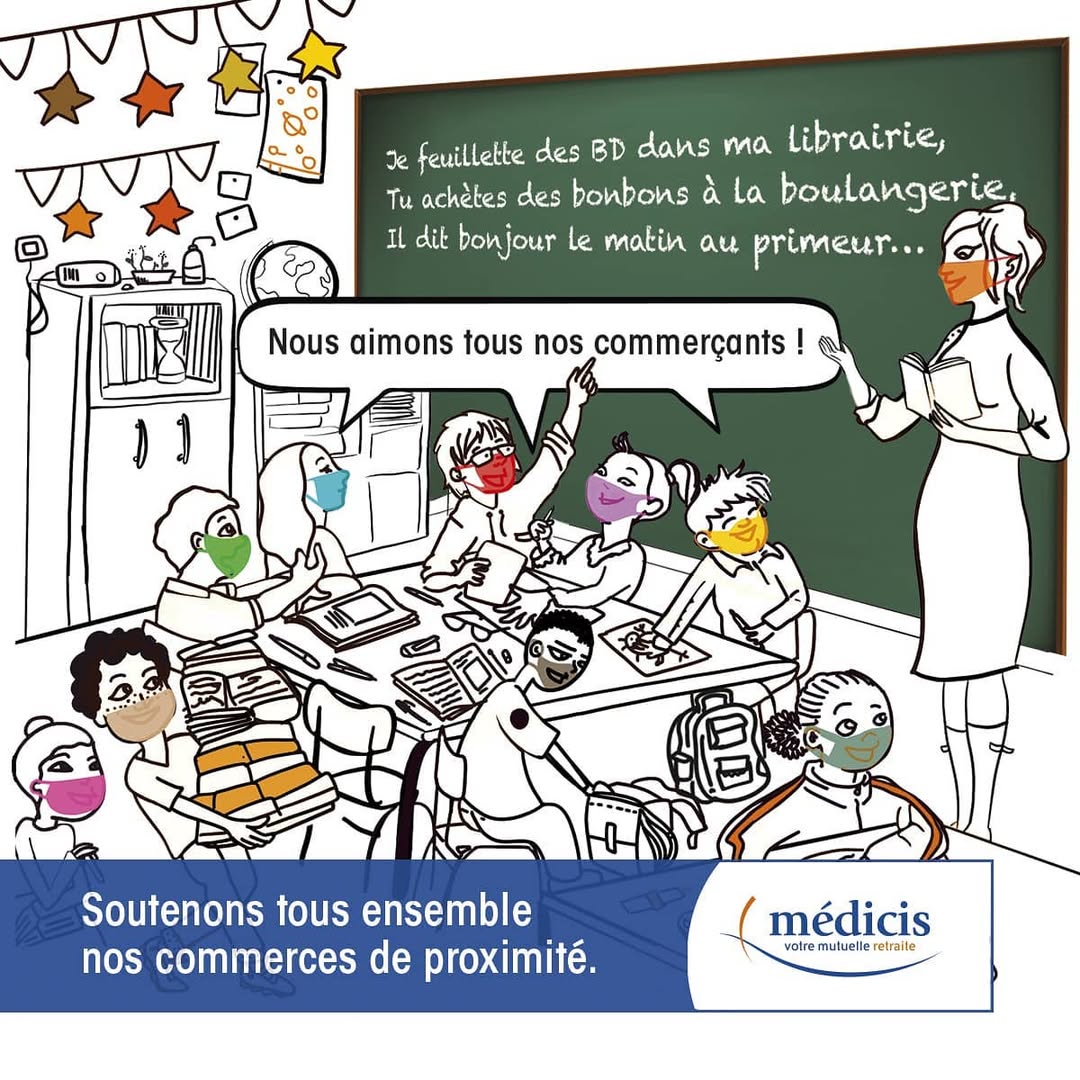 Je feuillette des BD dans ma librairie,
Tu achètes des bonbons à la boulangerie,
Il dit bonjour le matin au primeur...
Nous aimons tous nos commerçants !
Soutenons tous ensemble
nos commerces de proximité.
médicis
votre mutuelle retraite